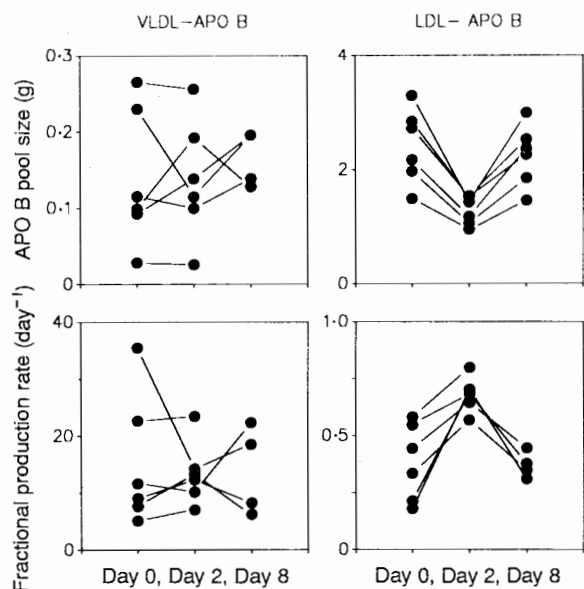 VLDL-APO B
LDL- APO B
APO B pool size (g)
0·3
0·2
0·1
0
4
2
0
Fractional production rate (day⁻¹)
40
20
0
1·0
0·5
0
Day 0, Day 2, Day 8
Day 0, Day 2, Day 8